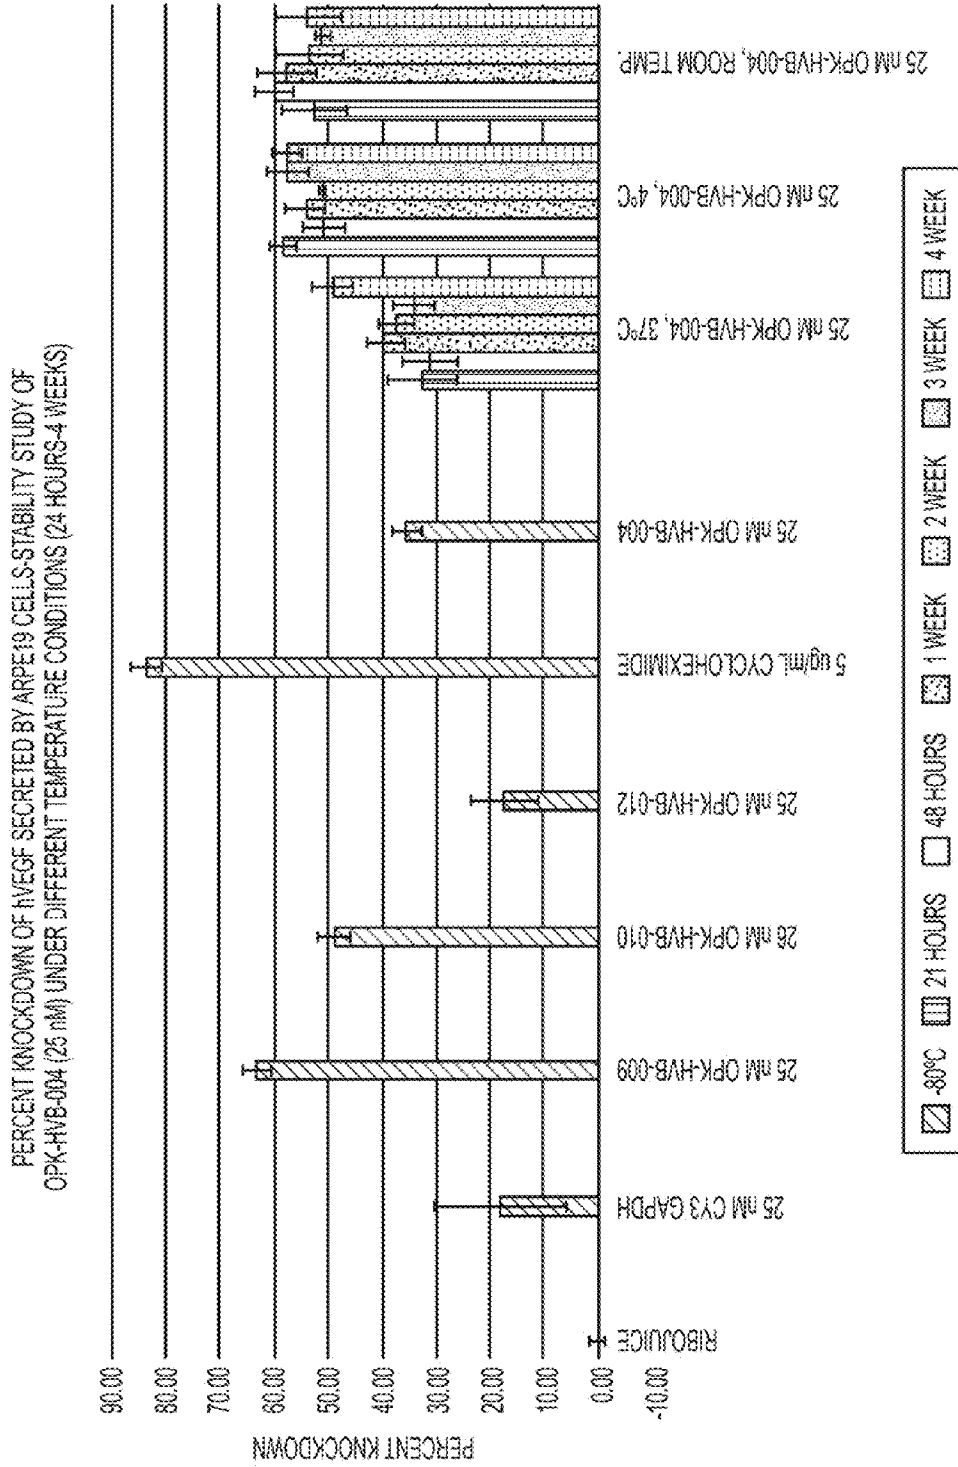 PERCENT KNOCKDOWN OF hVEGF SECRETED BY ARPE19 CELLS-STABILITY STUDY OF
OPK-HVB-004 (25 nM) UNDER DIFFERENT TEMPERATURE CONDITIONS (24 HOURS-4 WEEKS)
PERCENT KNOCKDOWN
90.00
80.00
70.00
60.00
50.00
40.00
30.00
20.00
10.00
0.00
-10.00
RIBOJUICE
25 nM CY3 GAPDH
25 nM OPK-HVB-009
26 nM OPK-HVB-010
25 nM OPK-HVB-012
5 ug/mL CYCLOHEXIMIDE
25 nM OPK-HVB-004
25 nM OPK-HVB-004, 37ºC
25 nM OPK-HVB-004, 4ºC
25 nM OPK-HVB-004, ROOM TEMP.
-80ºC
21 HOURS
48 HOURS
1 WEEK
2 WEEK
3 WEEK
4 WEEK